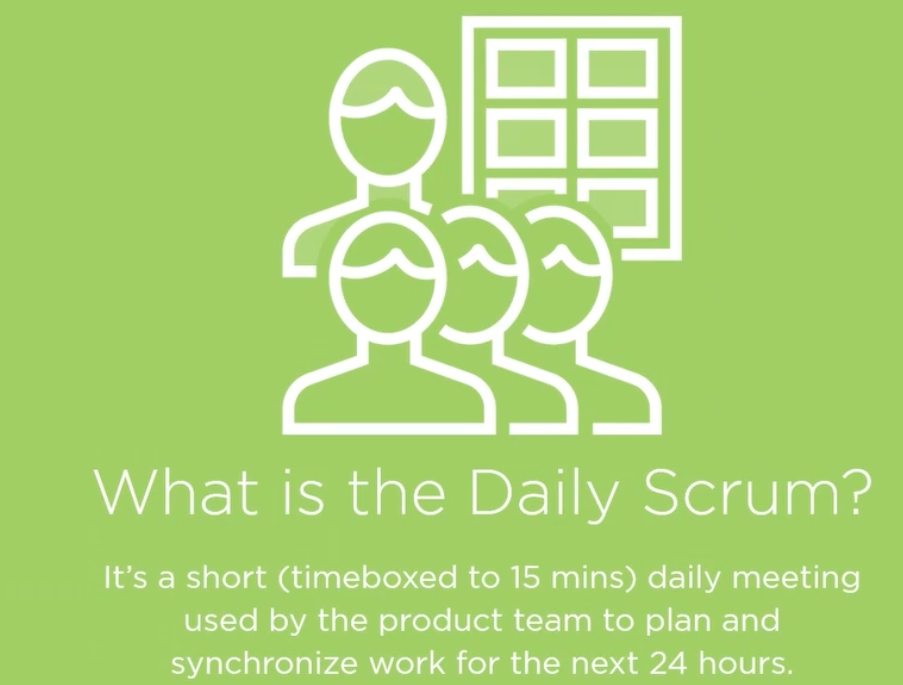 What is the Daily Scrum?
It's a short (timeboxed to 15 mins) daily meeting
used by the product team to plan and
synchronize work for the next 24 hours.